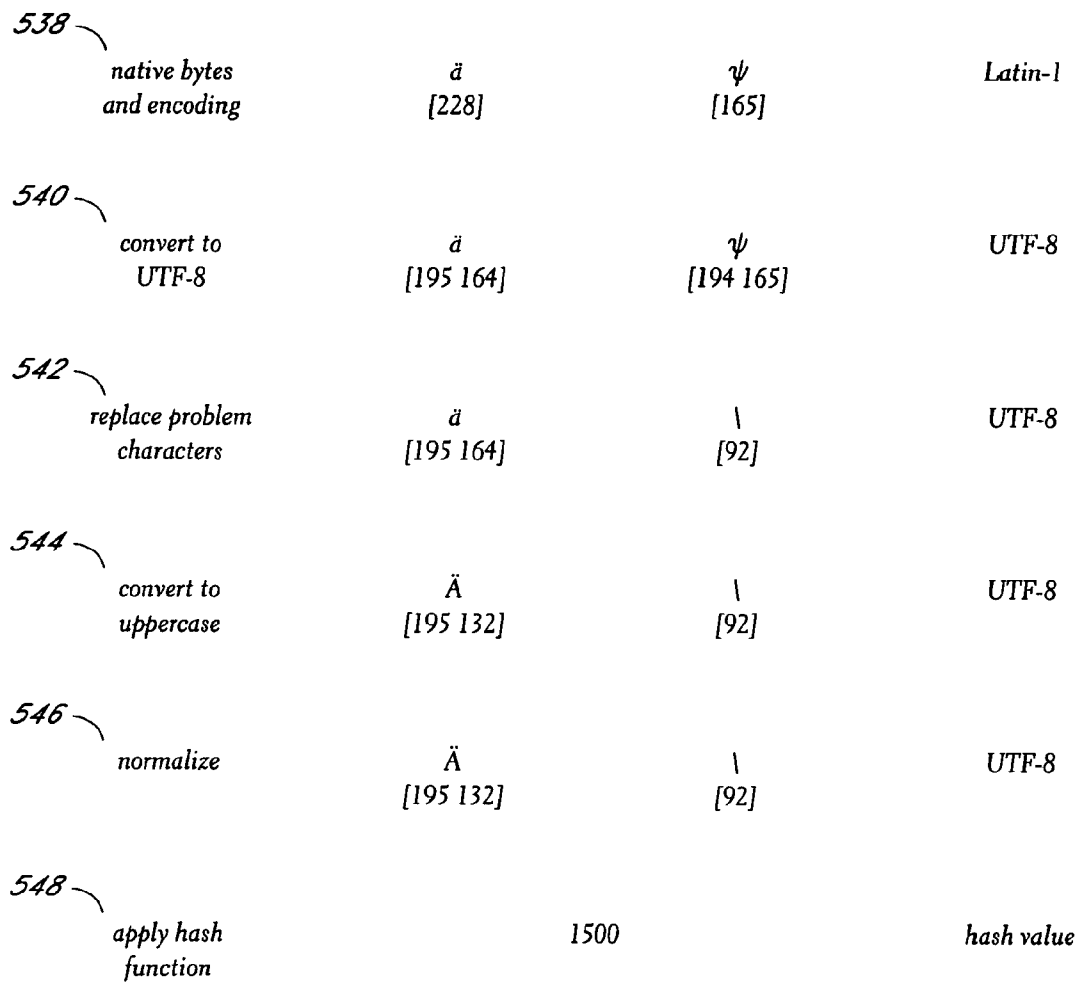 538
native bytes ä ψ Latin-1
and encoding [228] [165]
540
convert to ä ψ UTF-8
UTF-8 [195 164] [194 165]
542
replace problem ä \ UTF-8
characters [195 164] [92]
544
convert to Ä \ UTF-8
uppercase [195 132] [92]
546
normalize Ä \ UTF-8
[195 132] [92]
548
apply hash 1500 hash value
function